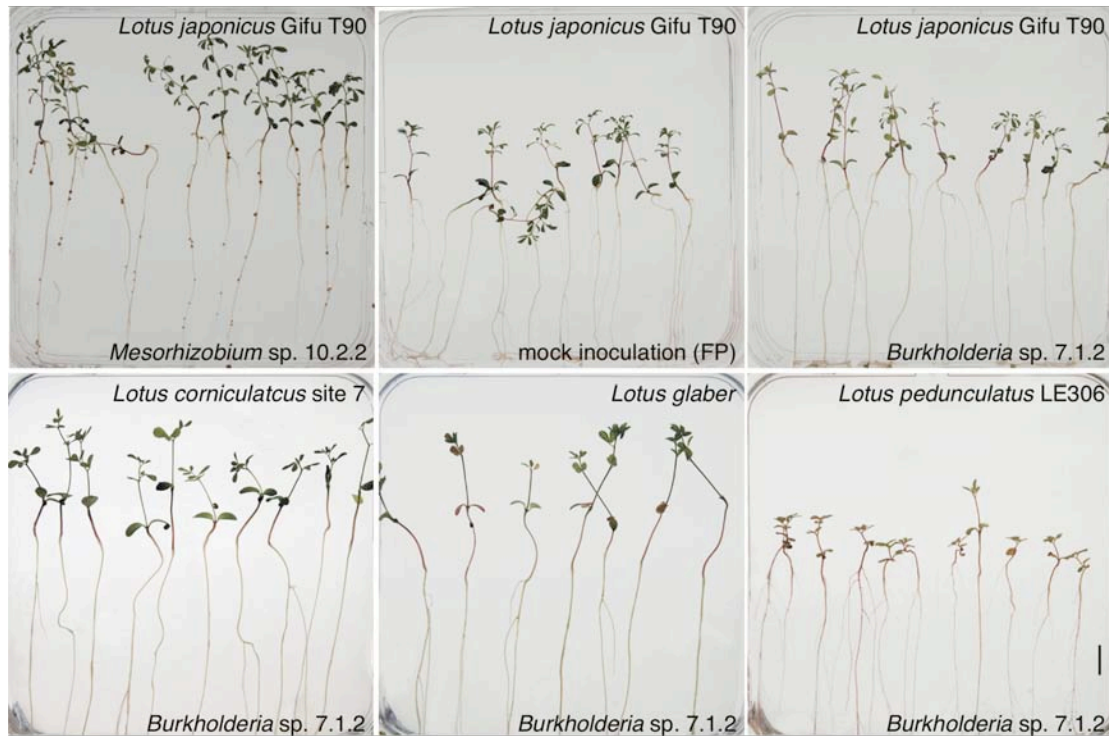 Lotus japonicus Gifu T90
Mesorhizobium sp. 10.2.2
Lotus japonicus Gifu T90
mock inoculation (FP)
Lotus japonicus Gifu T90
Burkholderia sp. 7.1.2
Lotus corniculatcus site 7
Burkholderia sp. 7.1.2
Lotus glaber
Burkholderia sp. 7.1.2
Lotus pedunculatus LE306
Burkholderia sp. 7.1.2